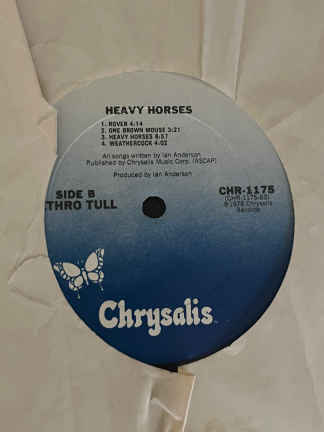 HEAVY HORSES
1. ROVER 4:14
2. ONE BROWN MOUSE 3:21
3. HEAVY HORSES 8:57
4. WEATHERCOCK 4:02
All songs written by Ian Anderson
Published by Chrysalis Music Corp. (ASCAP)
Produced by Ian Anderson
SIDE B
THRO TULL
CHR-1175
(CHR-1175-BS)
℗ 1978 Chrysalis
Records
Chrysalis